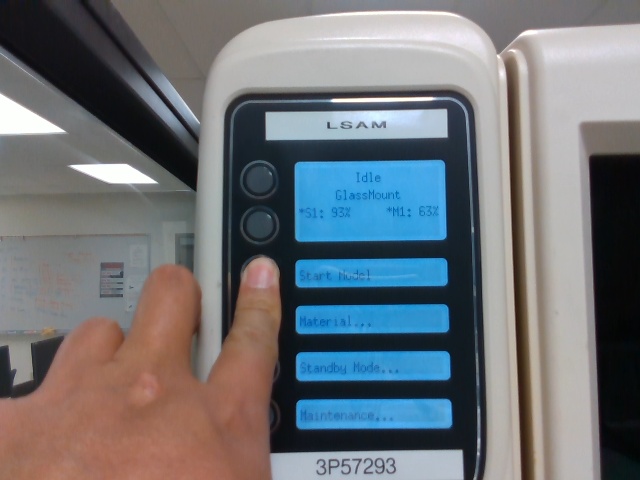 LSAM
Idle
GlassMount
*S1: 93% *M1: 63%
Start Model
Material...
Standby Mode...
Maintenance...
3P57293